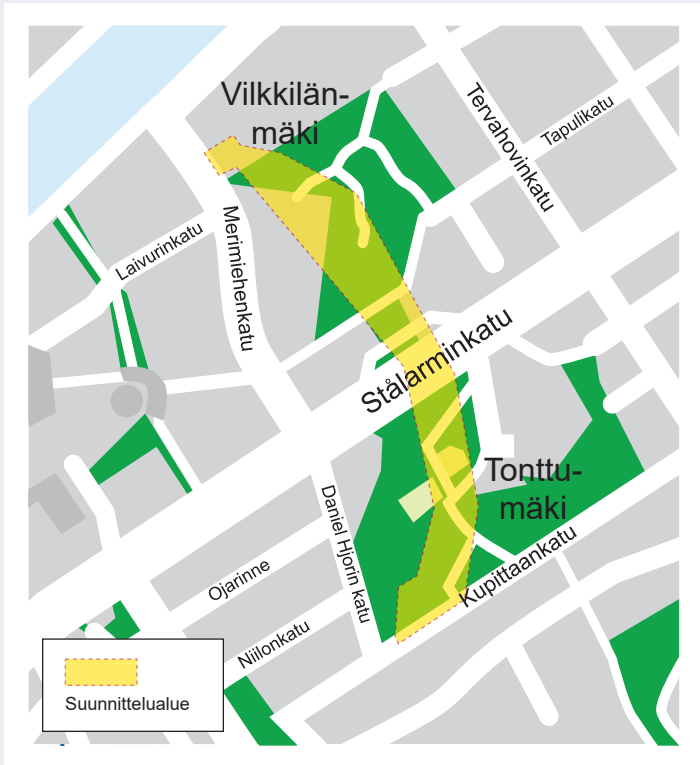 Vilkkilän-
mäki
Tervahovinkatu
Tapulikatu
Merimiehenkatu
Laivurinkatu
Stålarminkatu
Tonttu-
mäki
Daniel Hjorin katu
Kupittaankatu
Ojarinne
Niilonkatu
Suunnittelualue